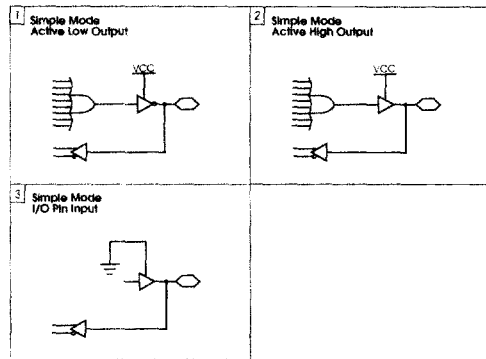 1 Simple Mode
Active Low Output
VCC
2 Simple Mode
Active High Output
VCC
3 Simple Mode
I/O Pin Input